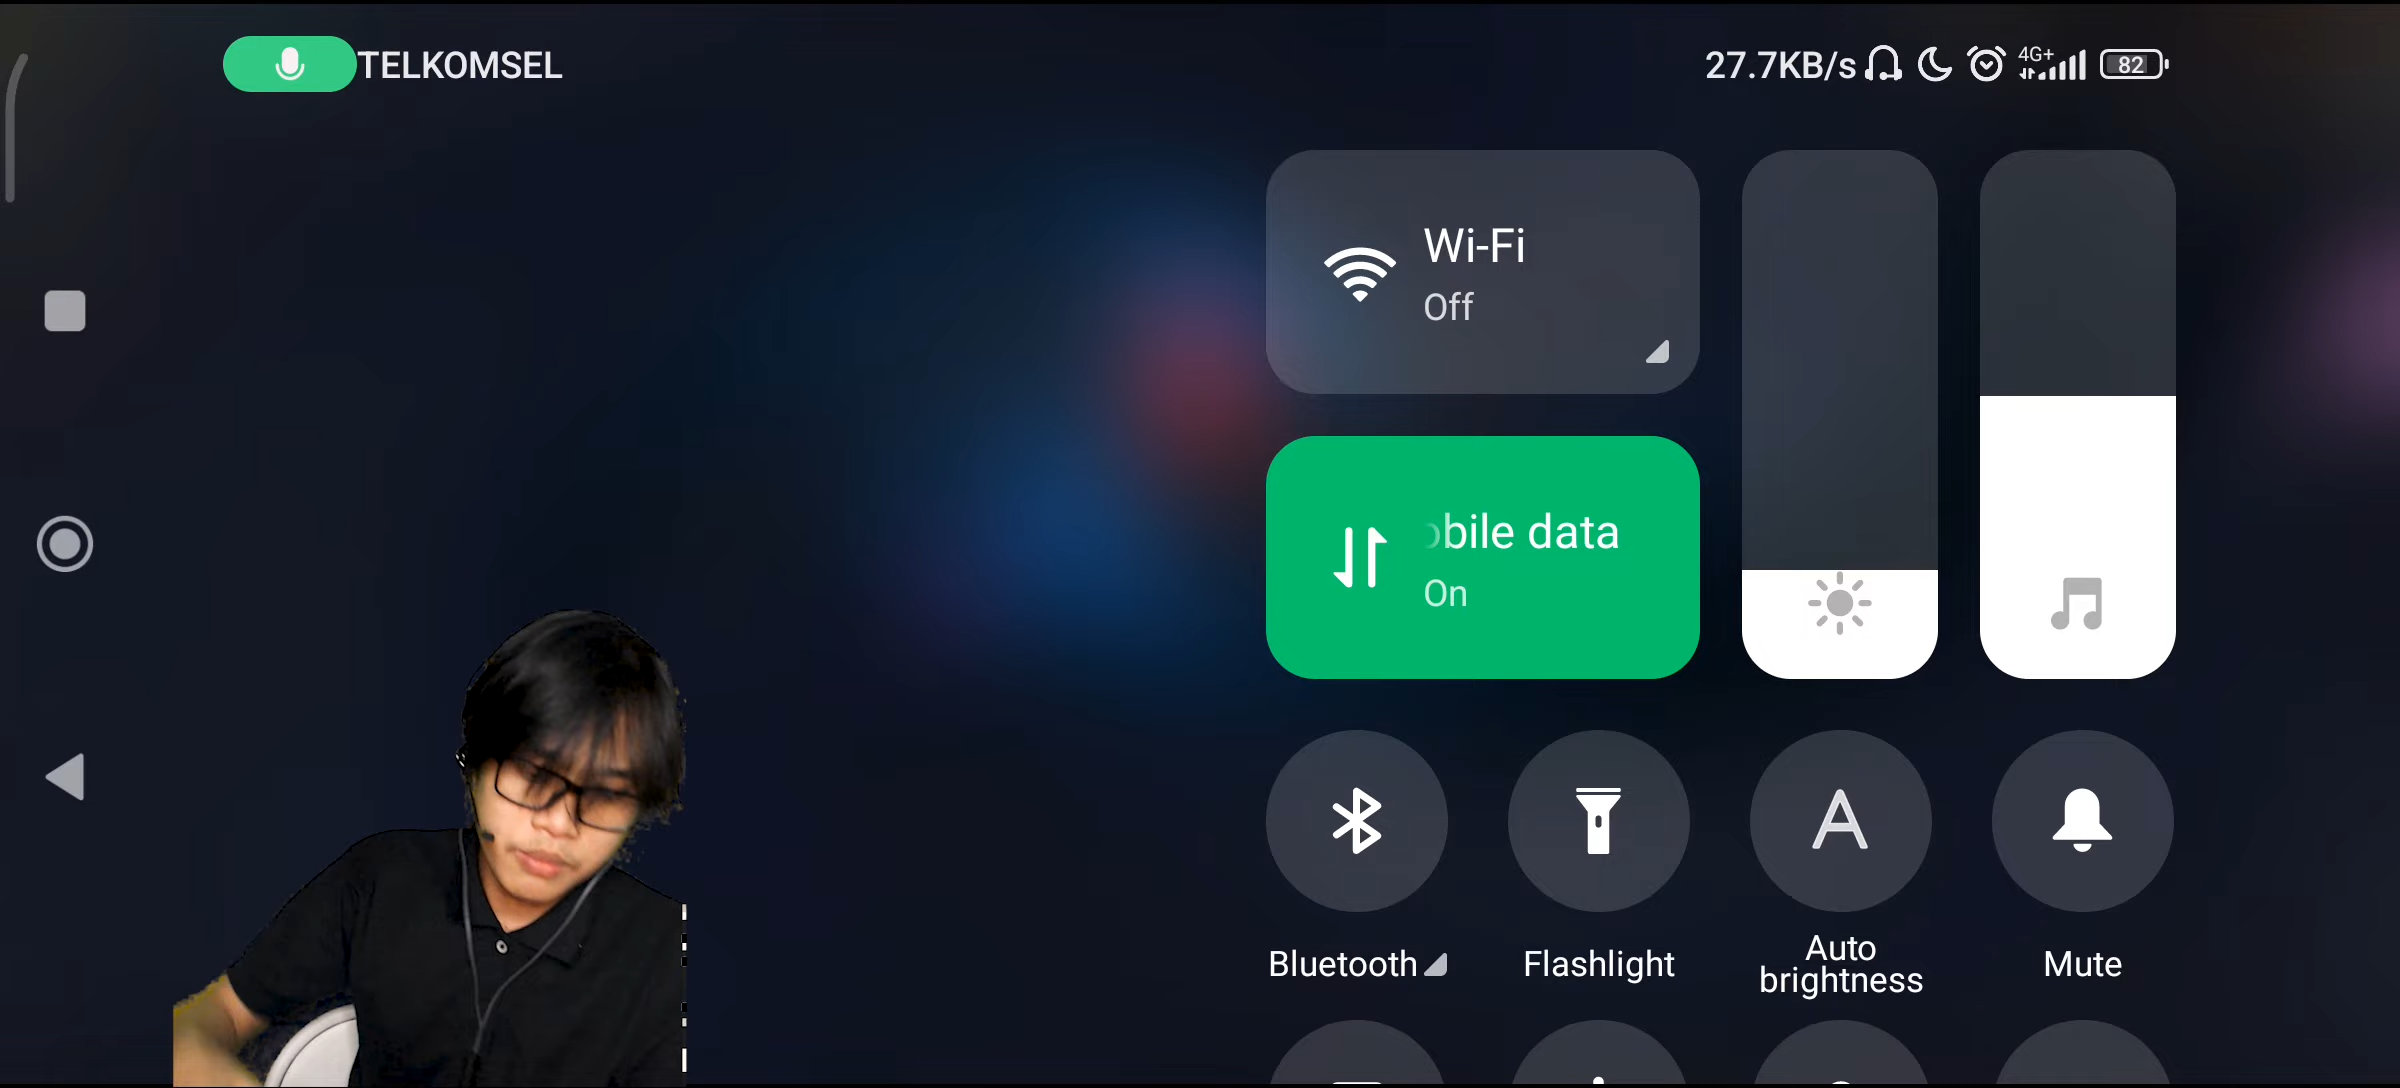 TELKOMSEL
27.7KB/s 4G+ 82
Wi-Fi
Off
bile data
On
Bluetooth
Flashlight
Auto
brightness
Mute